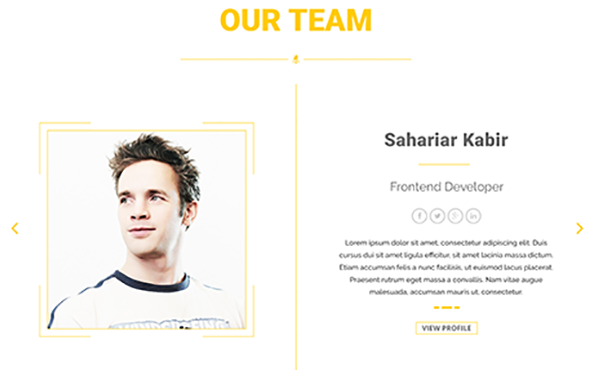 OUR TEAM
Sahariar Kabir
Frontend Developer
Lorem ipsum dolor sit amet, consectetur adipiscing elit. Duis
cursus dui sit amet ligula efficitur, sit amet lacinia massa dictum.
Etiam accumsan felis a nunc facilisis, ut euismod lacus placerat.
Praesent rutrum eget massa a convallis. Nam vitae augue
malesuada, accumsan mauris ut, consectetur.
VIEW PROFILE